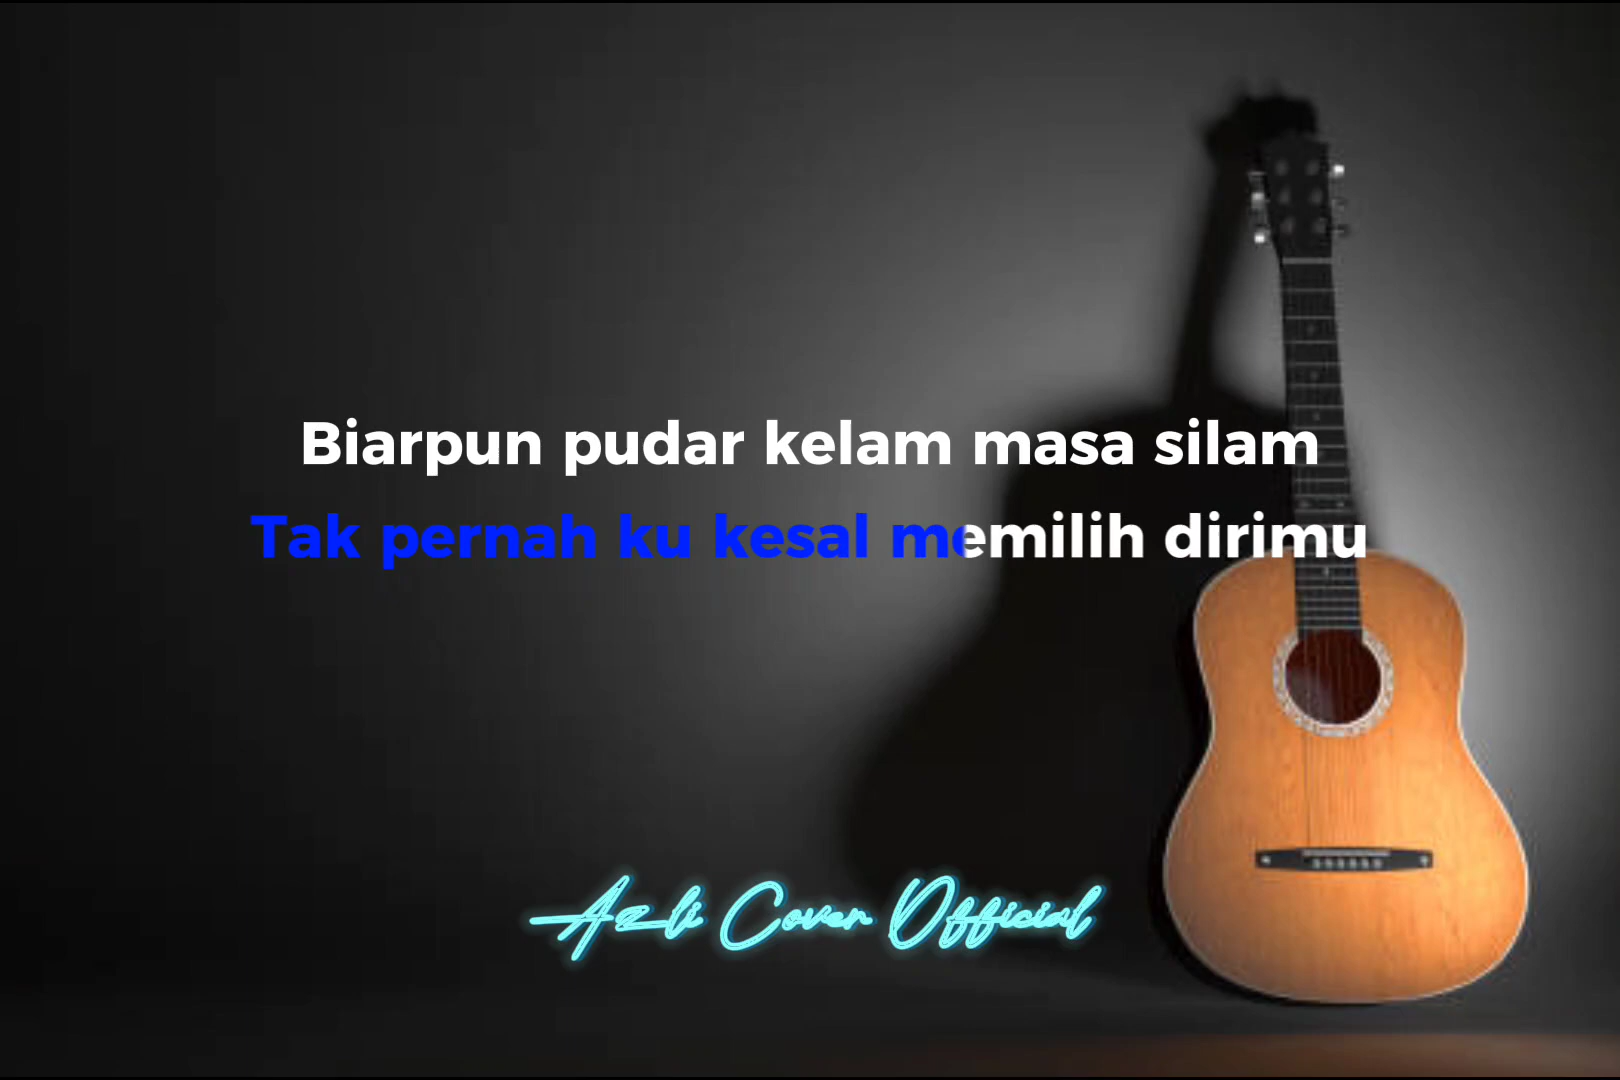 Biarpun pudar kelam masa silam
Tak pernah ku kesal memilih dirimu
Azli Cover Official